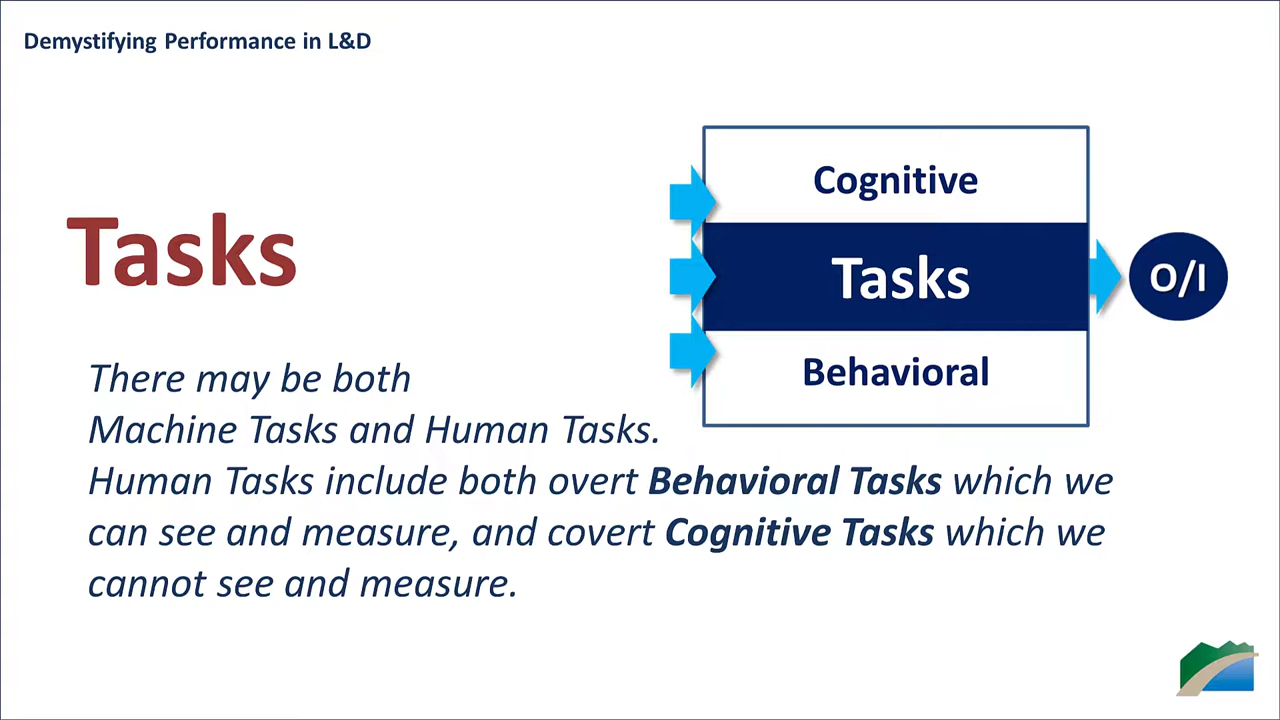 Demystifying Performance in L&D
Cognitive
Tasks
Tasks
O/I
Behavioral
There may be both
Machine Tasks and Human Tasks.
Human Tasks include both overt Behavioral Tasks which we
can see and measure, and covert Cognitive Tasks which we
cannot see and measure.